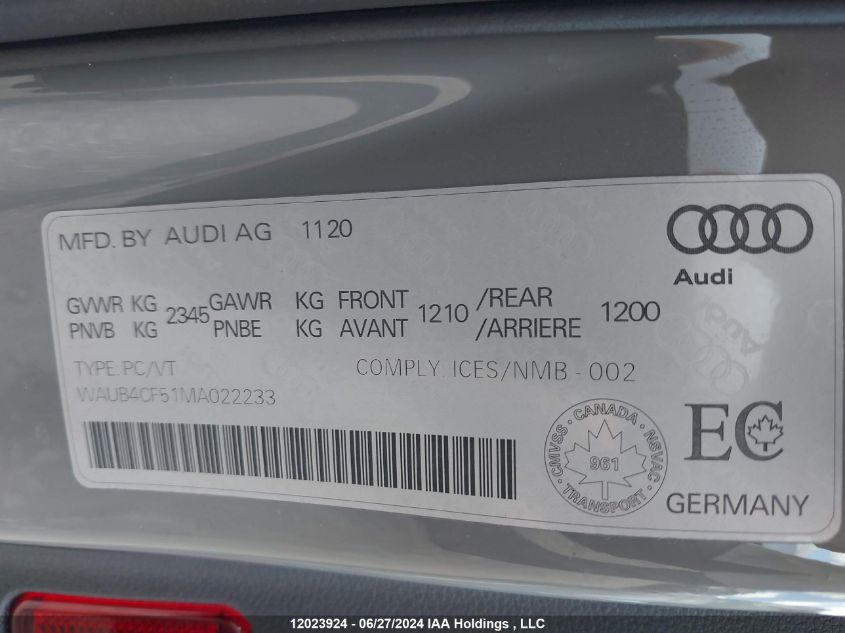 MFD. BY AUDI AG 1120
Audi
GVWR KG 2345 GAWR KG FRONT 1210 /REAR 1200
PNVB KG PNBE KG AVANT /ARRIERE
TYPE. PC/VT COMPLY. ICES/NMB - 002
WAUB4CF51MA022233
CMVSS · CANADA · NSVAC · TRANSPORT ·
961
EC
GERMANY
12023924 - 06/27/2024 IAA Holdings , LLC